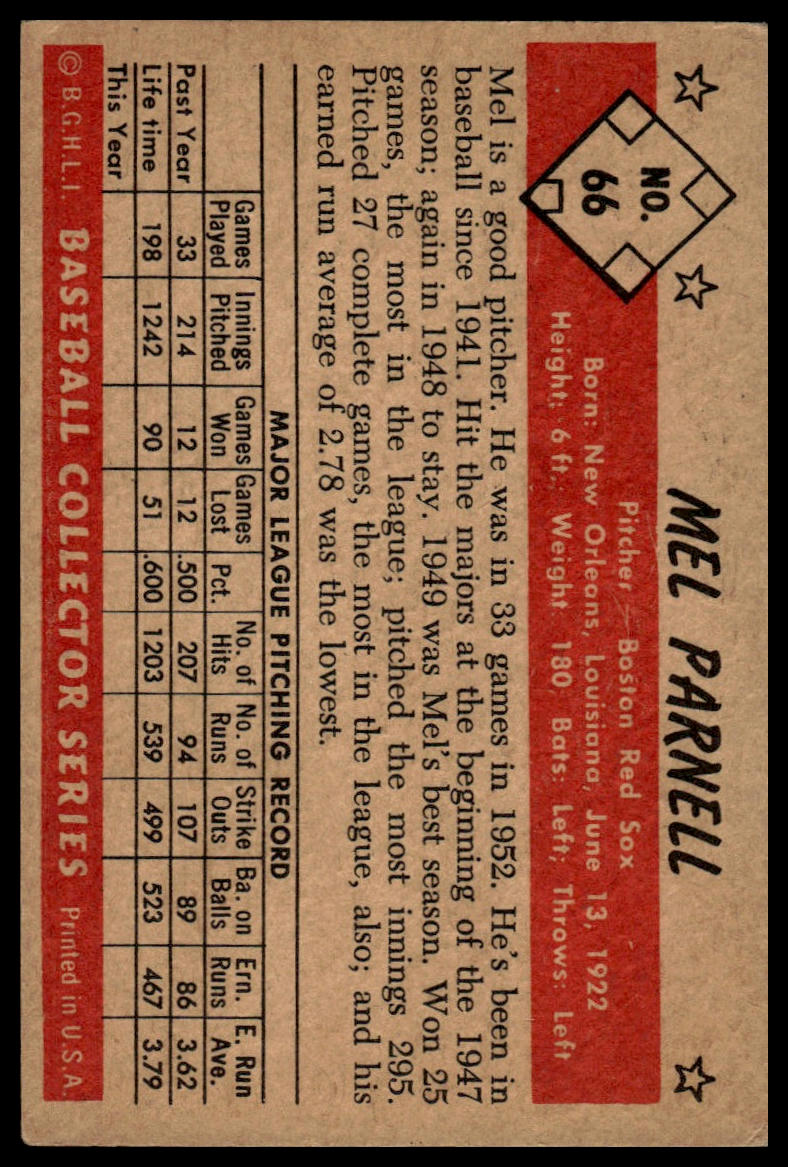 MEL PARNELL
NO.
66
Pitcher—Boston Red Sox
Born: New Orleans, Louisiana, June 13, 1922
Height: 6 ft.; Weight 180; Bats: Left; Throws: Left
Mel is a good pitcher. He was in 33 games in 1952. He's been in
baseball since 1941. Hit the majors at the beginning of the 1947
season; again in 1948 to stay. 1949 was Mel's best season. Won 25
games, the most in the league; pitched the most innings 295.
Pitched 27 complete games, the most in the league, also; and his
earned run average of 2.78 was the lowest.
MAJOR LEAGUE PITCHING RECORD
Games Innings Games Games Pct. No. of No. of Strike Ba. on Ern. E. Run
Played Pitched Won Lost Hits Runs Outs Balls Runs Ave.
Past Year 33 214 12 12 .500 207 94 107 89 86 3.62
Life time 198 1242 90 51 .600 1203 539 499 523 467 3.79
This Year
© B.G.H.L.I. BASEBALL COLLECTOR SERIES Printed in U.S.A.